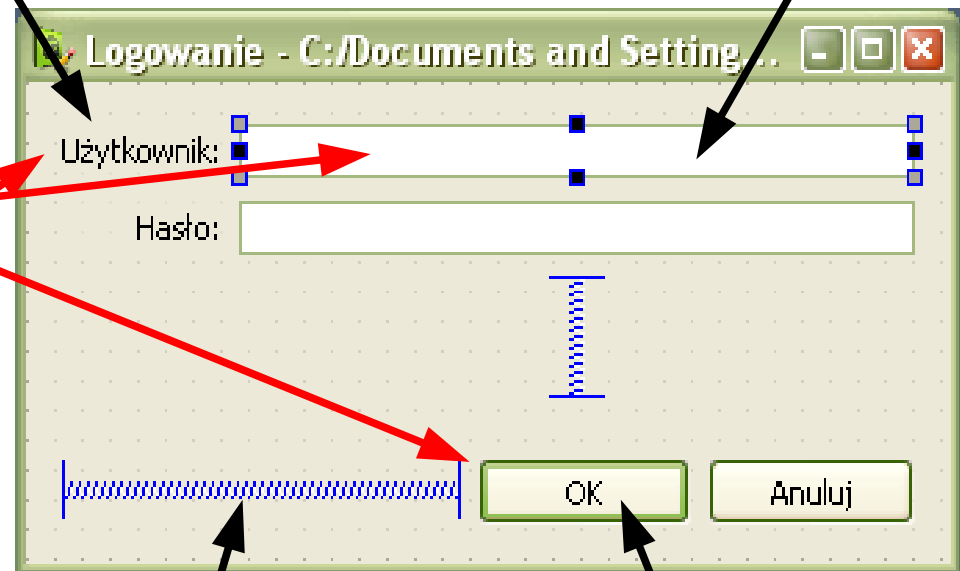 Logowanie - C:/Documents and Setting...
Użytkownik:
Hasło:
OK
Anuluj